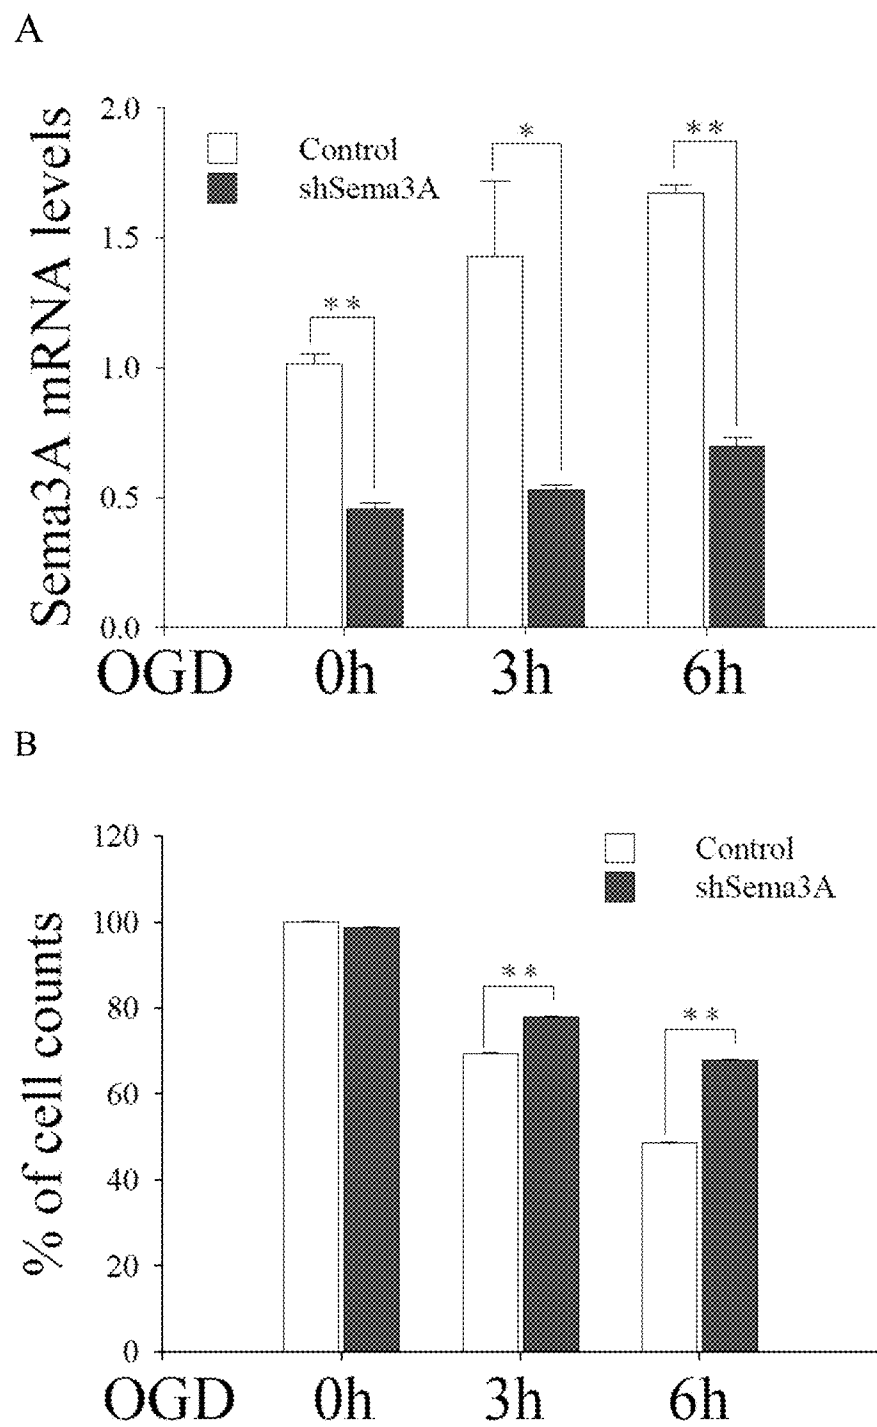 A
Sema3A mRNA levels
2.0
1.5
1.0
0.5
0.0
Control
shSema3A
**
*
**
OGD 0h 3h 6h
B
% of cell counts
120
100
80
60
40
20
0
Control
shSema3A
**
**
OGD 0h 3h 6h